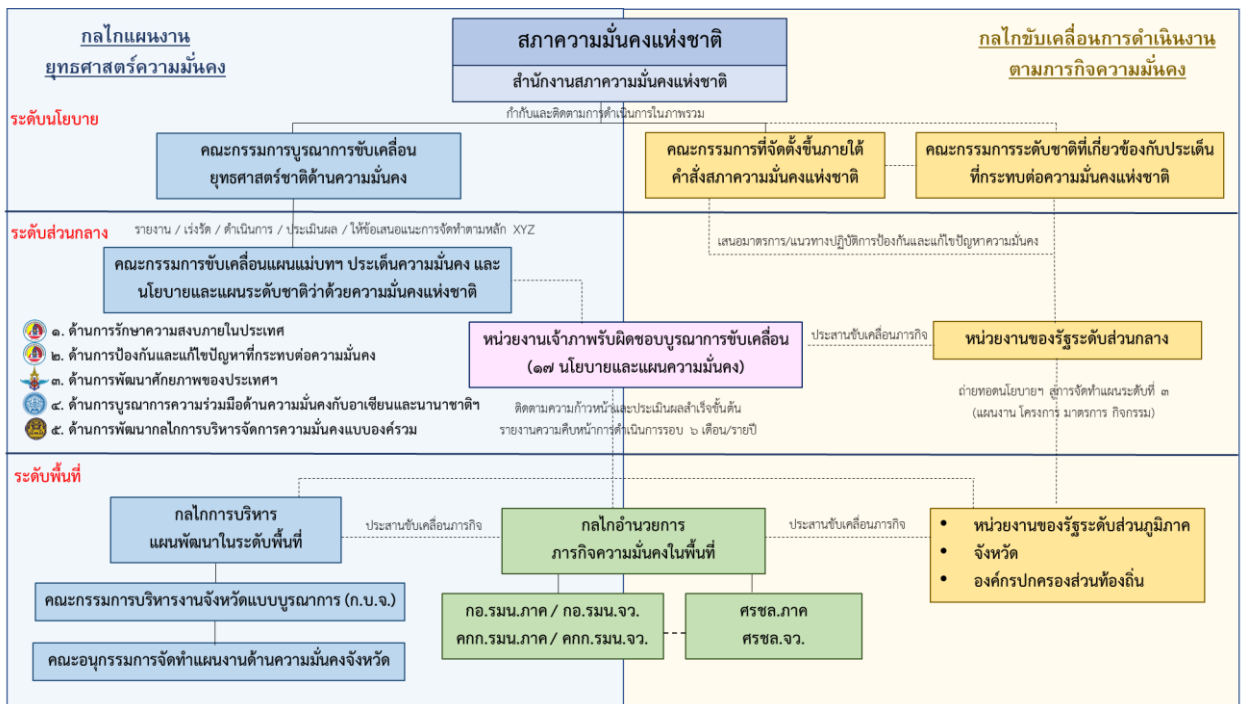 กลไกแผนงาน
ยุทธศาสตร์ความมั่นคง
สภาความมั่นคงแห่งชาติ
สำนักงานสภาความมั่นคงแห่งชาติ
กลไกขับเคลื่อนการดำเนินงาน
ตามภารกิจความมั่นคง
ระดับนโยบาย
กำกับและติดตามการดำเนินการในภาพรวม
คณะกรรมการบูรณาการขับเคลื่อน
ยุทธศาสตร์ชาติด้านความมั่นคง
คณะกรรมการที่จัดตั้งขึ้นภายใต้
คำสั่งสภาความมั่นคงแห่งชาติ
คณะกรรมการระดับชาติที่เกี่ยวข้องกับประเด็น
ที่กระทบต่อความมั่นคงแห่งชาติ
ระดับส่วนกลาง
รายงาน / เร่งรัด / ดำเนินการ / ประเมินผล / ให้ข้อเสนอแนะการจัดทำตามหลัก XYZ
เสนอมาตรการ/แนวทางปฏิบัติการป้องกันและแก้ไขปัญหาความมั่นคง
คณะกรรมการขับเคลื่อนแผนแม่บทฯ ประเด็นความมั่นคง และ
นโยบายและแผนระดับชาติว่าด้วยความมั่นคงแห่งชาติ
๑. ด้านการรักษาความสงบภายในประเทศ
๒. ด้านการป้องกันและแก้ไขปัญหาที่กระทบต่อความมั่นคง
๓. ด้านการพัฒนาศักยภาพของประเทศฯ
๔. ด้านการบูรณาการความร่วมมือด้านความมั่นคงกับอาเซียนและนานาชาติฯ
๕. ด้านการพัฒนากลไกการบริหารจัดการความมั่นคงแบบองค์รวม
หน่วยงานเจ้าภาพรับผิดชอบบูรณาการขับเคลื่อน
(๑๗ นโยบายและแผนความมั่นคง)
ประสานขับเคลื่อนภารกิจ
หน่วยงานของรัฐระดับส่วนกลาง
ติดตามความก้าวหน้าและประเมินผลสำเร็จขั้นต้น
รายงานความคืบหน้าการดำเนินการรอบ ๖ เดือน/รายปี
ถ่ายทอดนโยบายฯ สู่การจัดทำแผนระดับที่ ๓
(แผนงาน โครงการ มาตรการ กิจกรรม)
ระดับพื้นที่
กลไกการบริหาร
แผนพัฒนาในระดับพื้นที่
ประสานขับเคลื่อนภารกิจ
กลไกอำนวยการ
ภารกิจความมั่นคงในพื้นที่
ประสานขับเคลื่อนภารกิจ
• หน่วยงานของรัฐระดับส่วนภูมิภาค
• จังหวัด
• องค์กรปกครองส่วนท้องถิ่น
คณะกรรมการบริหารงานจังหวัดแบบบูรณาการ (ก.บ.จ.)
กอ.รมน.ภาค / กอ.รมน.จว.
คกก.รมน.ภาค / คกก.รมน.จว.
ศรชล.ภาค
ศรชล.จว.
คณะอนุกรรมการจัดทำแผนงานด้านความมั่นคงจังหวัด